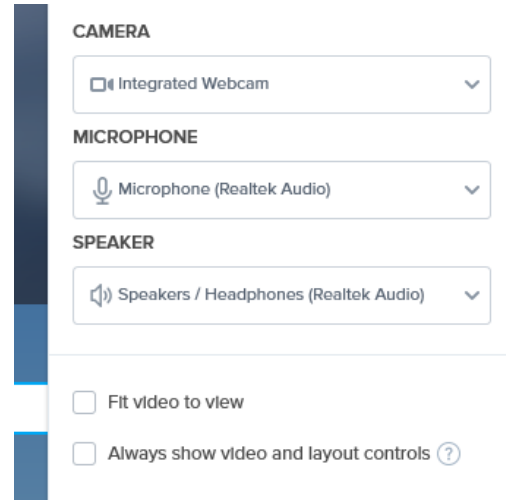 CAMERA
Integrated Webcam
MICROPHONE
Microphone (Realtek Audio)
SPEAKER
Speakers / Headphones (Realtek Audio)
Fit video to view
Always show video and layout controls ?